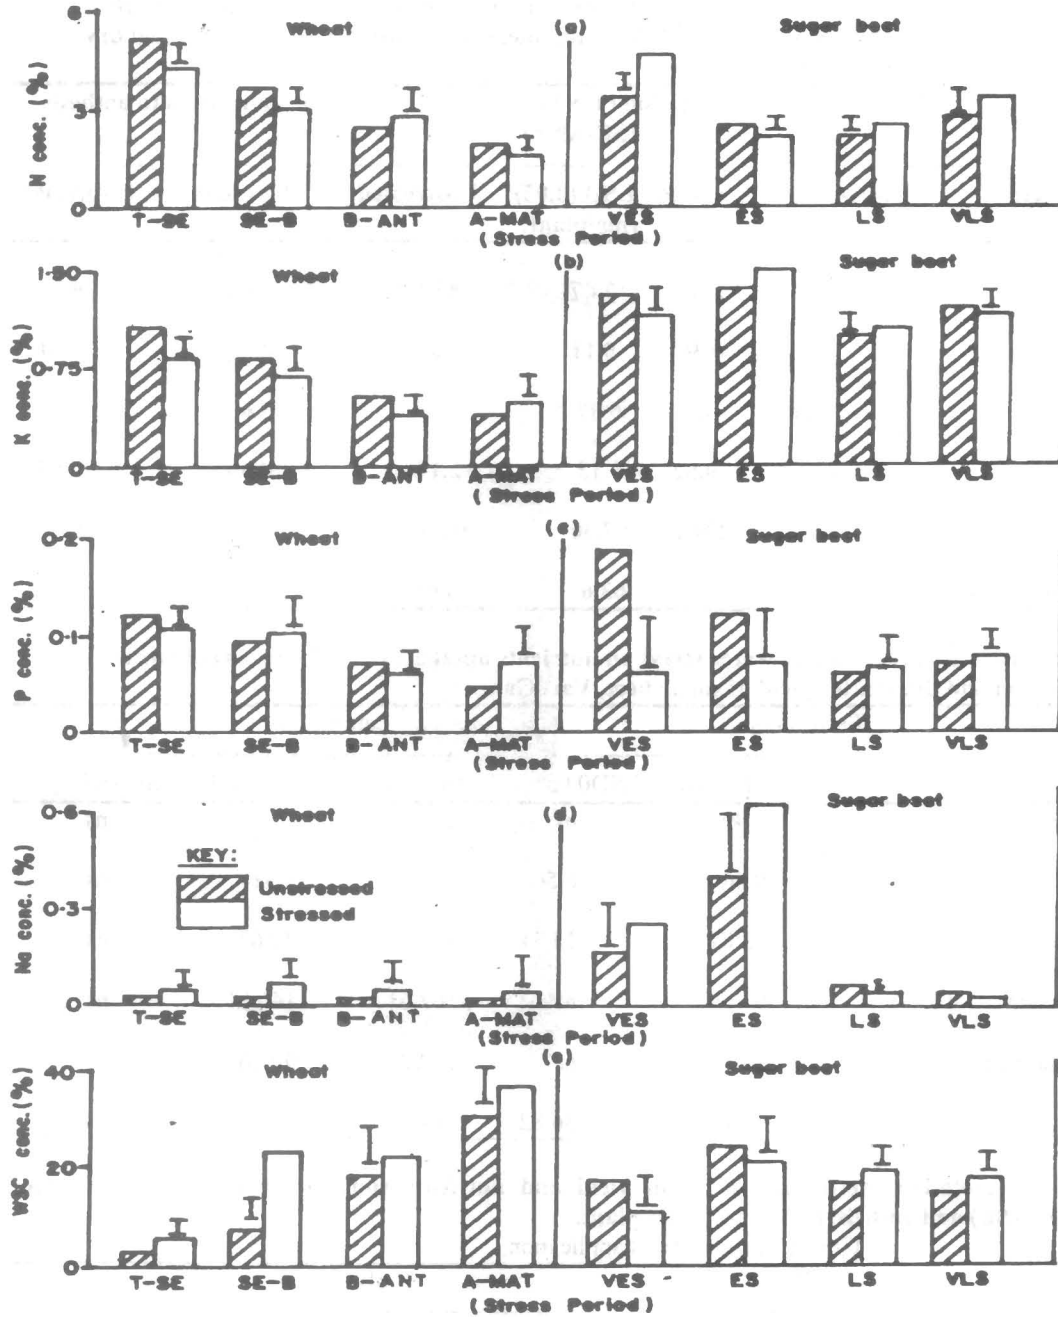 Wheat (a) Sugar beet
N conc. (%)
6
3
0
T-SE SE-B B-ANT A-MAT VES ES LS VLS
(Stress Period)
Wheat (b) Sugar beet
K conc. (%)
1·50
0·75
0
T-SE SE-B B-ANT A-MAT VES ES LS VLS
(Stress Period)
Wheat (c) Sugar beet
P conc. (%)
0·2
0·1
0
T-SE SE-B B-ANT A-MAT VES ES LS VLS
(Stress Period)
Wheat (d) Sugar beet
Na conc. (%)
0·6
0·3
0
KEY:
Unstressed
Stressed
T-SE SE-B B-ANT A-MAT VES ES LS VLS
(Stress Period)
Wheat (e) Sugar beet
WSC conc. (%)
40
20
0
T-SE SE-B B-ANT A-MAT VES ES LS VLS
(Stress Period)